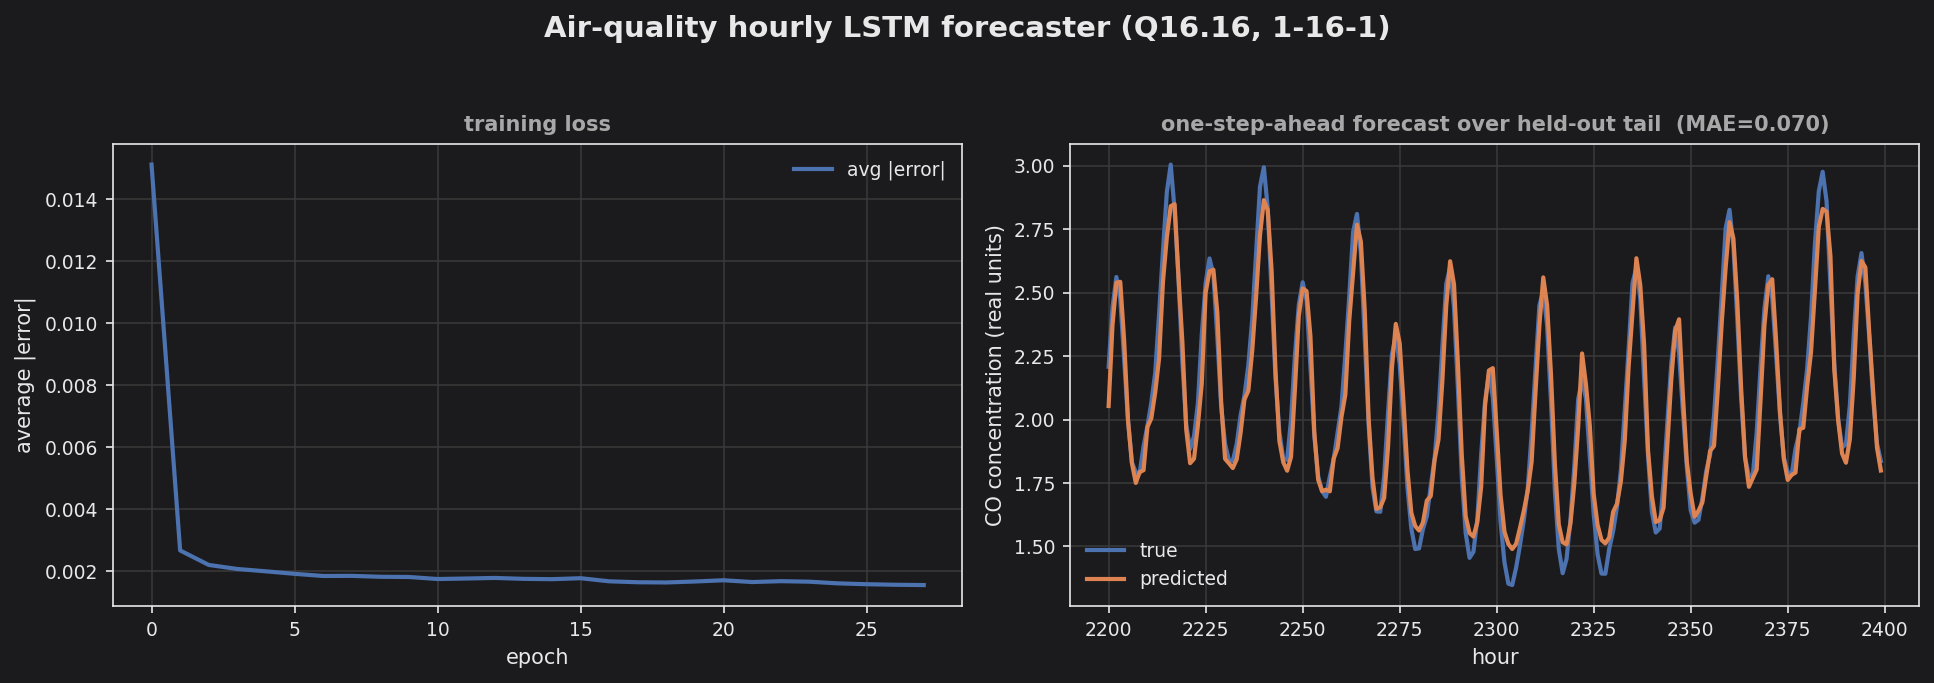 Air-quality hourly LSTM forecaster (Q16.16, 1-16-1)
training loss
avg |error|
average |error|
0.014
0.012
0.010
0.008
0.006
0.004
0.002
0
5
10
15
20
25
epoch
one-step-ahead forecast over held-out tail (MAE=0.070)
CO concentration (real units)
3.00
2.75
2.50
2.25
2.00
1.75
1.50
true
predicted
2200
2225
2250
2275
2300
2325
2350
2375
2400
hour